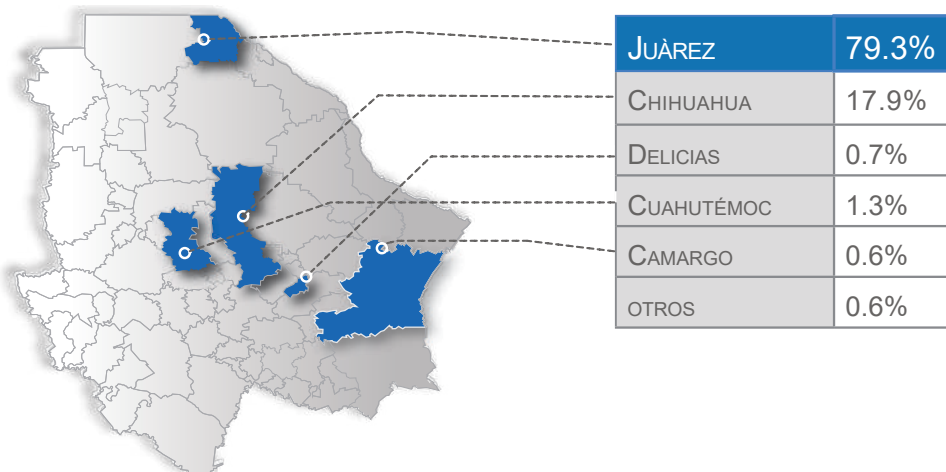 JUÀREZ 79.3%
CHIHUAHUA 17.9%
DELICIAS 0.7%
CUAHUTÉMOC 1.3%
CAMARGO 0.6%
OTROS 0.6%